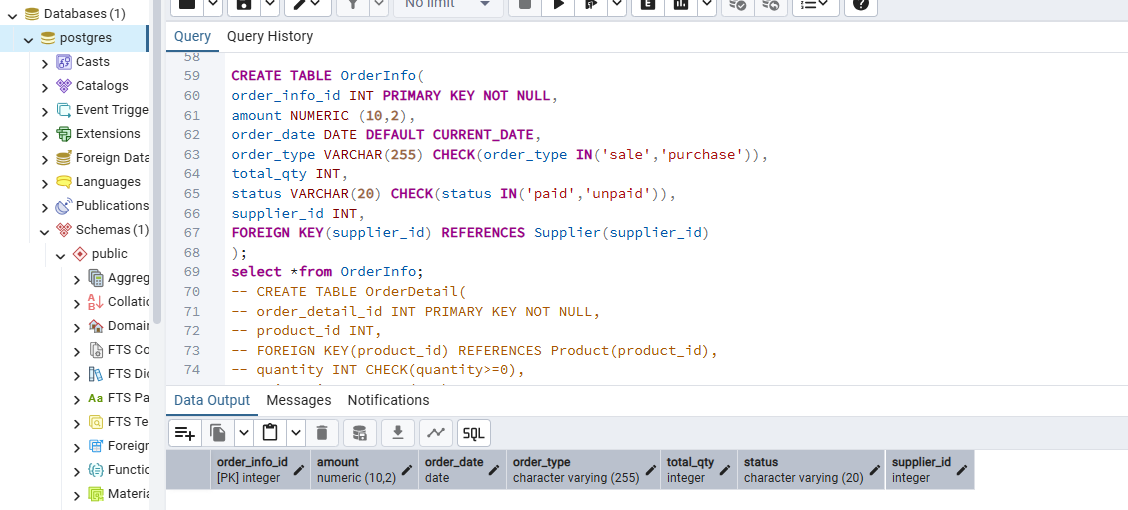 Databases (1)
postgres
Casts
Catalogs
Event Trigge
Extensions
Foreign Data
Languages
Publications
Schemas (1)
public
Aggreg
Collatio
Domain
FTS Co
FTS Dic
Aa FTS Pa
FTS Te
Foreign
Functio
Materia
No limit
Query Query History
58
59 CREATE TABLE OrderInfo(
60 order_info_id INT PRIMARY KEY NOT NULL,
61 amount NUMERIC (10,2),
62 order_date DATE DEFAULT CURRENT_DATE,
63 order_type VARCHAR(255) CHECK(order_type IN('sale','purchase')),
64 total_qty INT,
65 status VARCHAR(20) CHECK(status IN('paid','unpaid')),
66 supplier_id INT,
67 FOREIGN KEY(supplier_id) REFERENCES Supplier(supplier_id)
68 );
69 select *from OrderInfo;
70 -- CREATE TABLE OrderDetail(
71 -- order_detail_id INT PRIMARY KEY NOT NULL,
72 -- product_id INT,
73 -- FOREIGN KEY(product_id) REFERENCES Product(product_id),
74 -- quantity INT CHECK(quantity>=0),
Data Output Messages Notifications
SQL
order_info_id amount order_date order_type total_qty status supplier_id
[PK] integer numeric (10,2) date character varying (255) integer character varying (20) integer